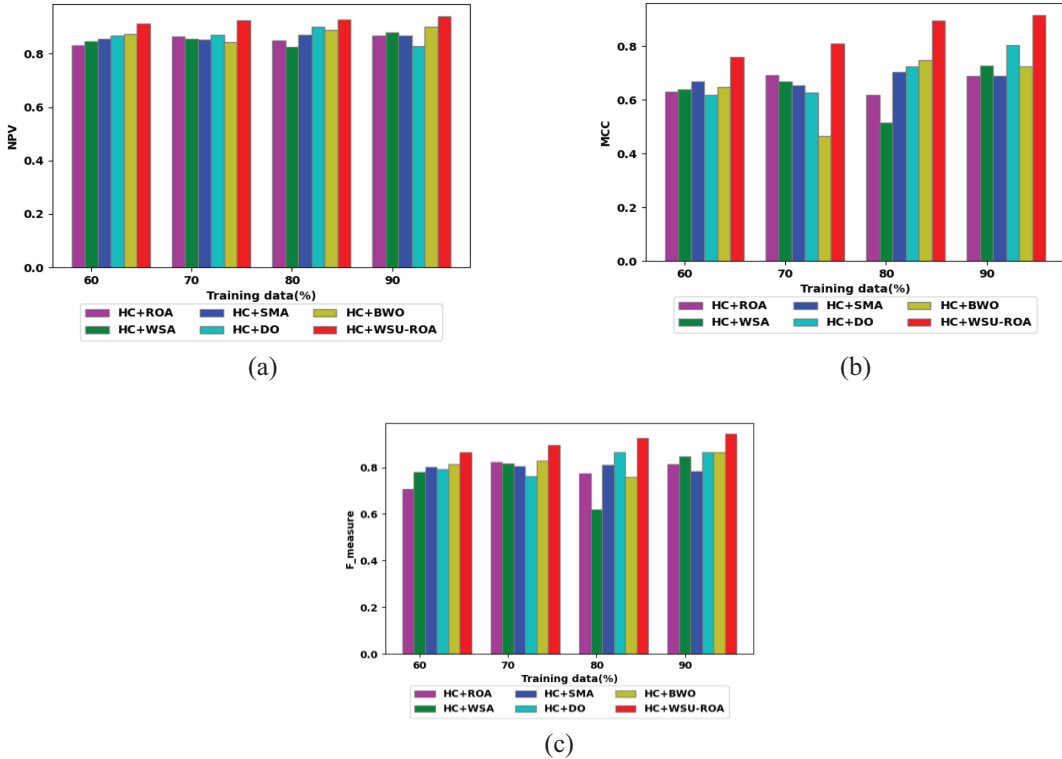 NPV
0.8
0.6
0.4
0.2
0.0
60 70 80 90
Training data(%)
HC+ROA HC+SMA HC+BWO
HC+WSA HC+DO HC+WSU-ROA
(a)
MCC
0.8
0.6
0.4
0.2
0.0
60 70 80 90
Training data(%)
HC+ROA HC+SMA HC+BWO
HC+WSA HC+DO HC+WSU-ROA
(b)
F_measure
0.8
0.6
0.4
0.2
0.0
60 70 80 90
Training data(%)
HC+ROA HC+SMA HC+BWO
HC+WSA HC+DO HC+WSU-ROA
(c)